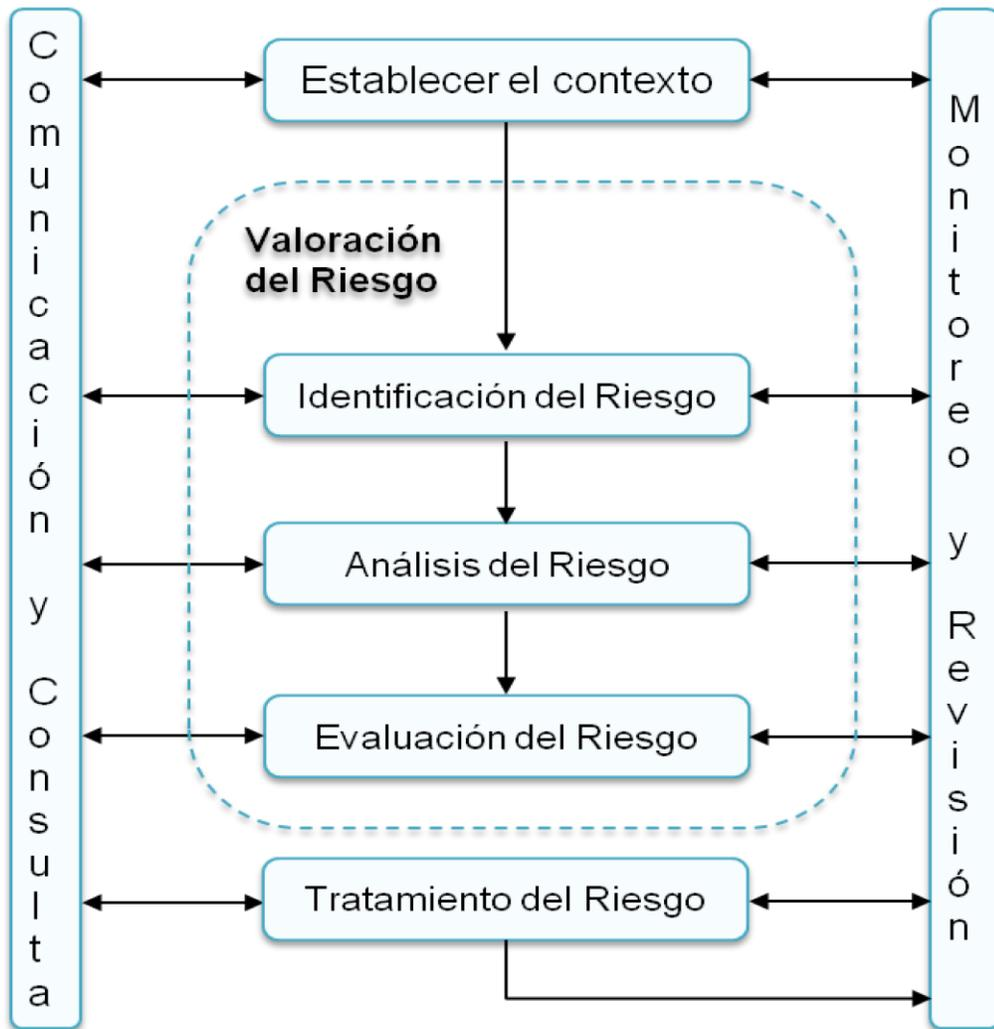 Comunicación y Consulta
Establecer el contexto
Valoración
del Riesgo
Identificación del Riesgo
Análisis del Riesgo
Evaluación del Riesgo
Tratamiento del Riesgo
Monitoreo y Revisión